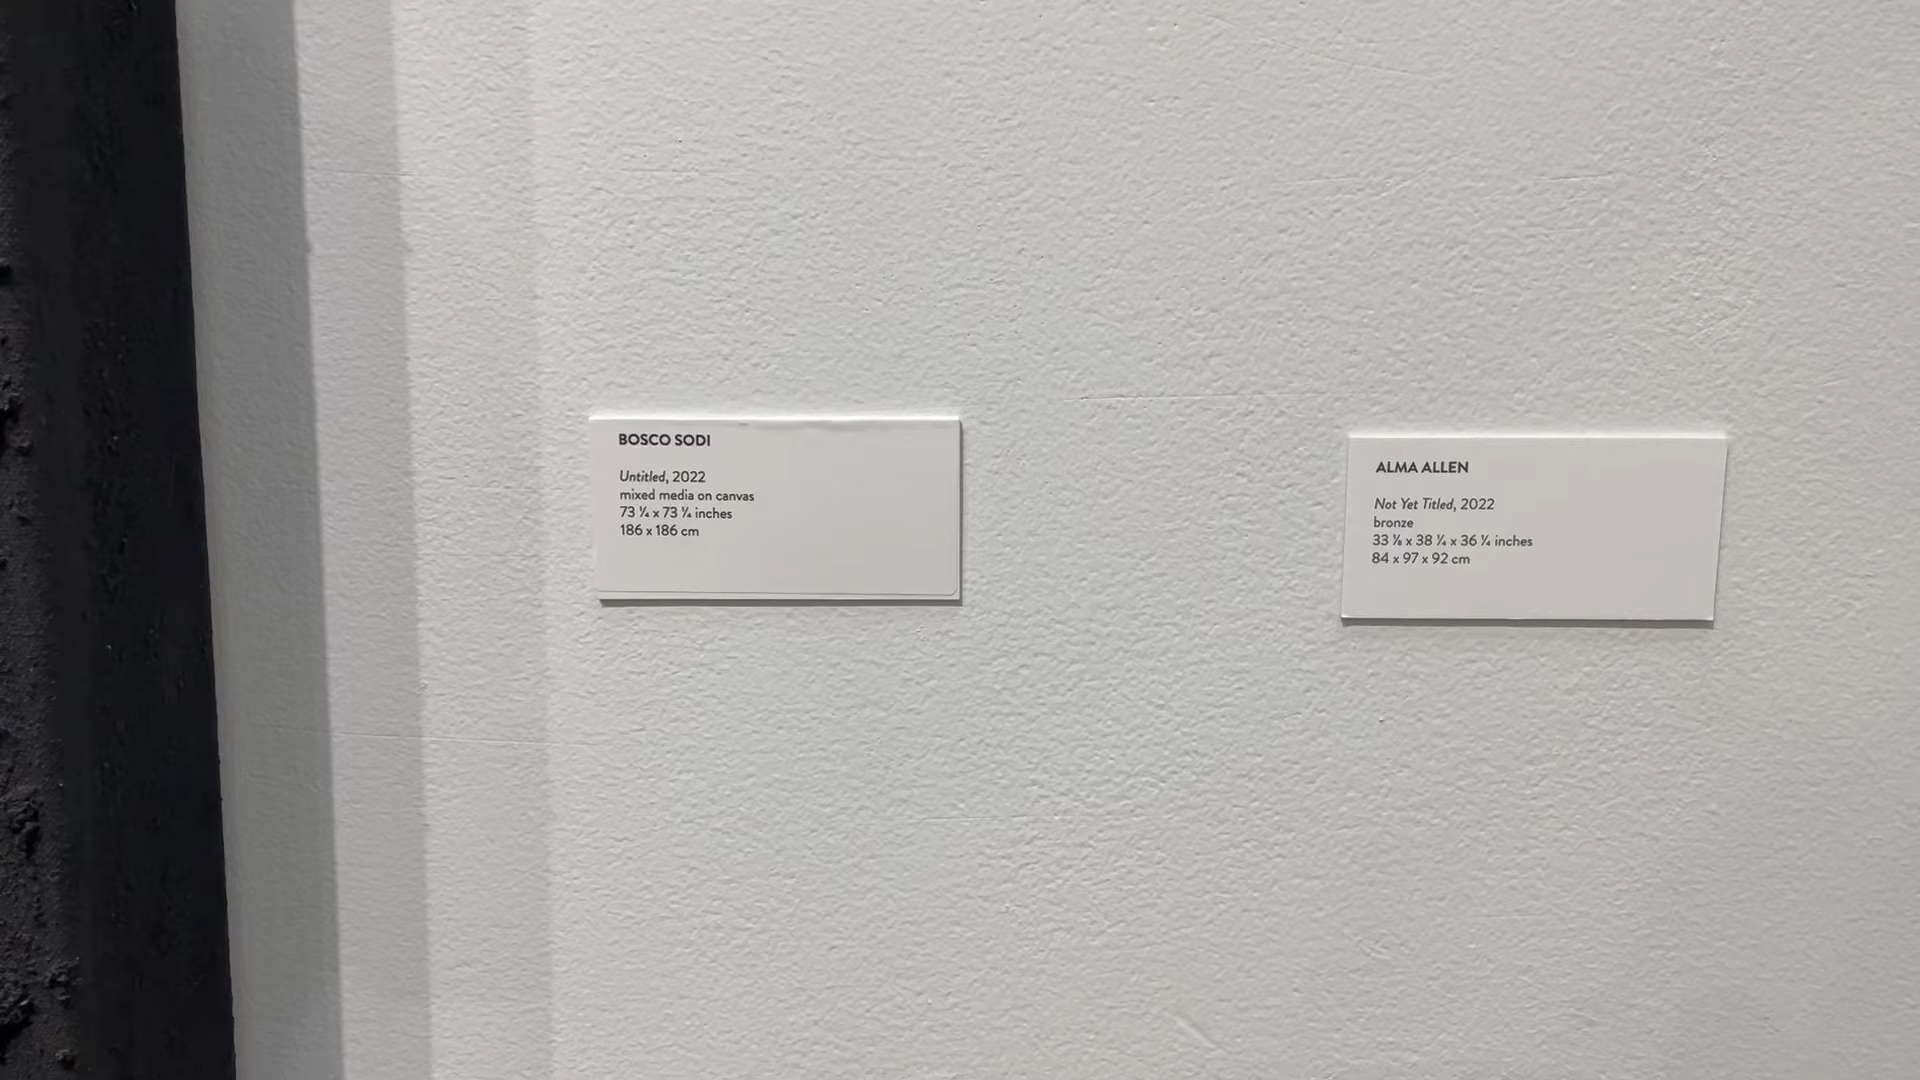 BOSCO SODI
Untitled, 2022
mixed media on canvas
73 ¼ x 73 ¼ inches
186 x 186 cm
ALMA ALLEN
Not Yet Titled, 2022
bronze
33 ⅛ x 38 ¼ x 36 ¼ inches
84 x 97 x 92 cm